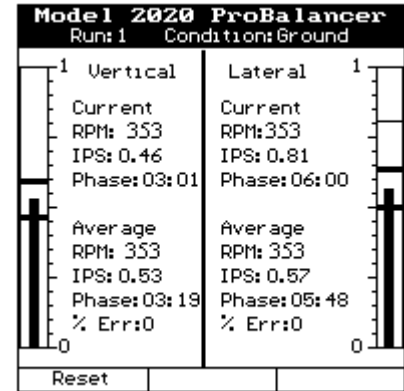 Model 2020 ProBalancer
Run:1 Condition:Ground
1 Vertical
Current
RPM: 353
IPS:0.46
Phase:03:01
Average
RPM: 353
IPS:0.53
Phase:03:19
% Err:0
0
Lateral 1
Current
RPM:353
IPS:0.81
Phase:06:00
Average
RPM:353
IPS:0.57
Phase:05:48
% Err:0
0
Reset